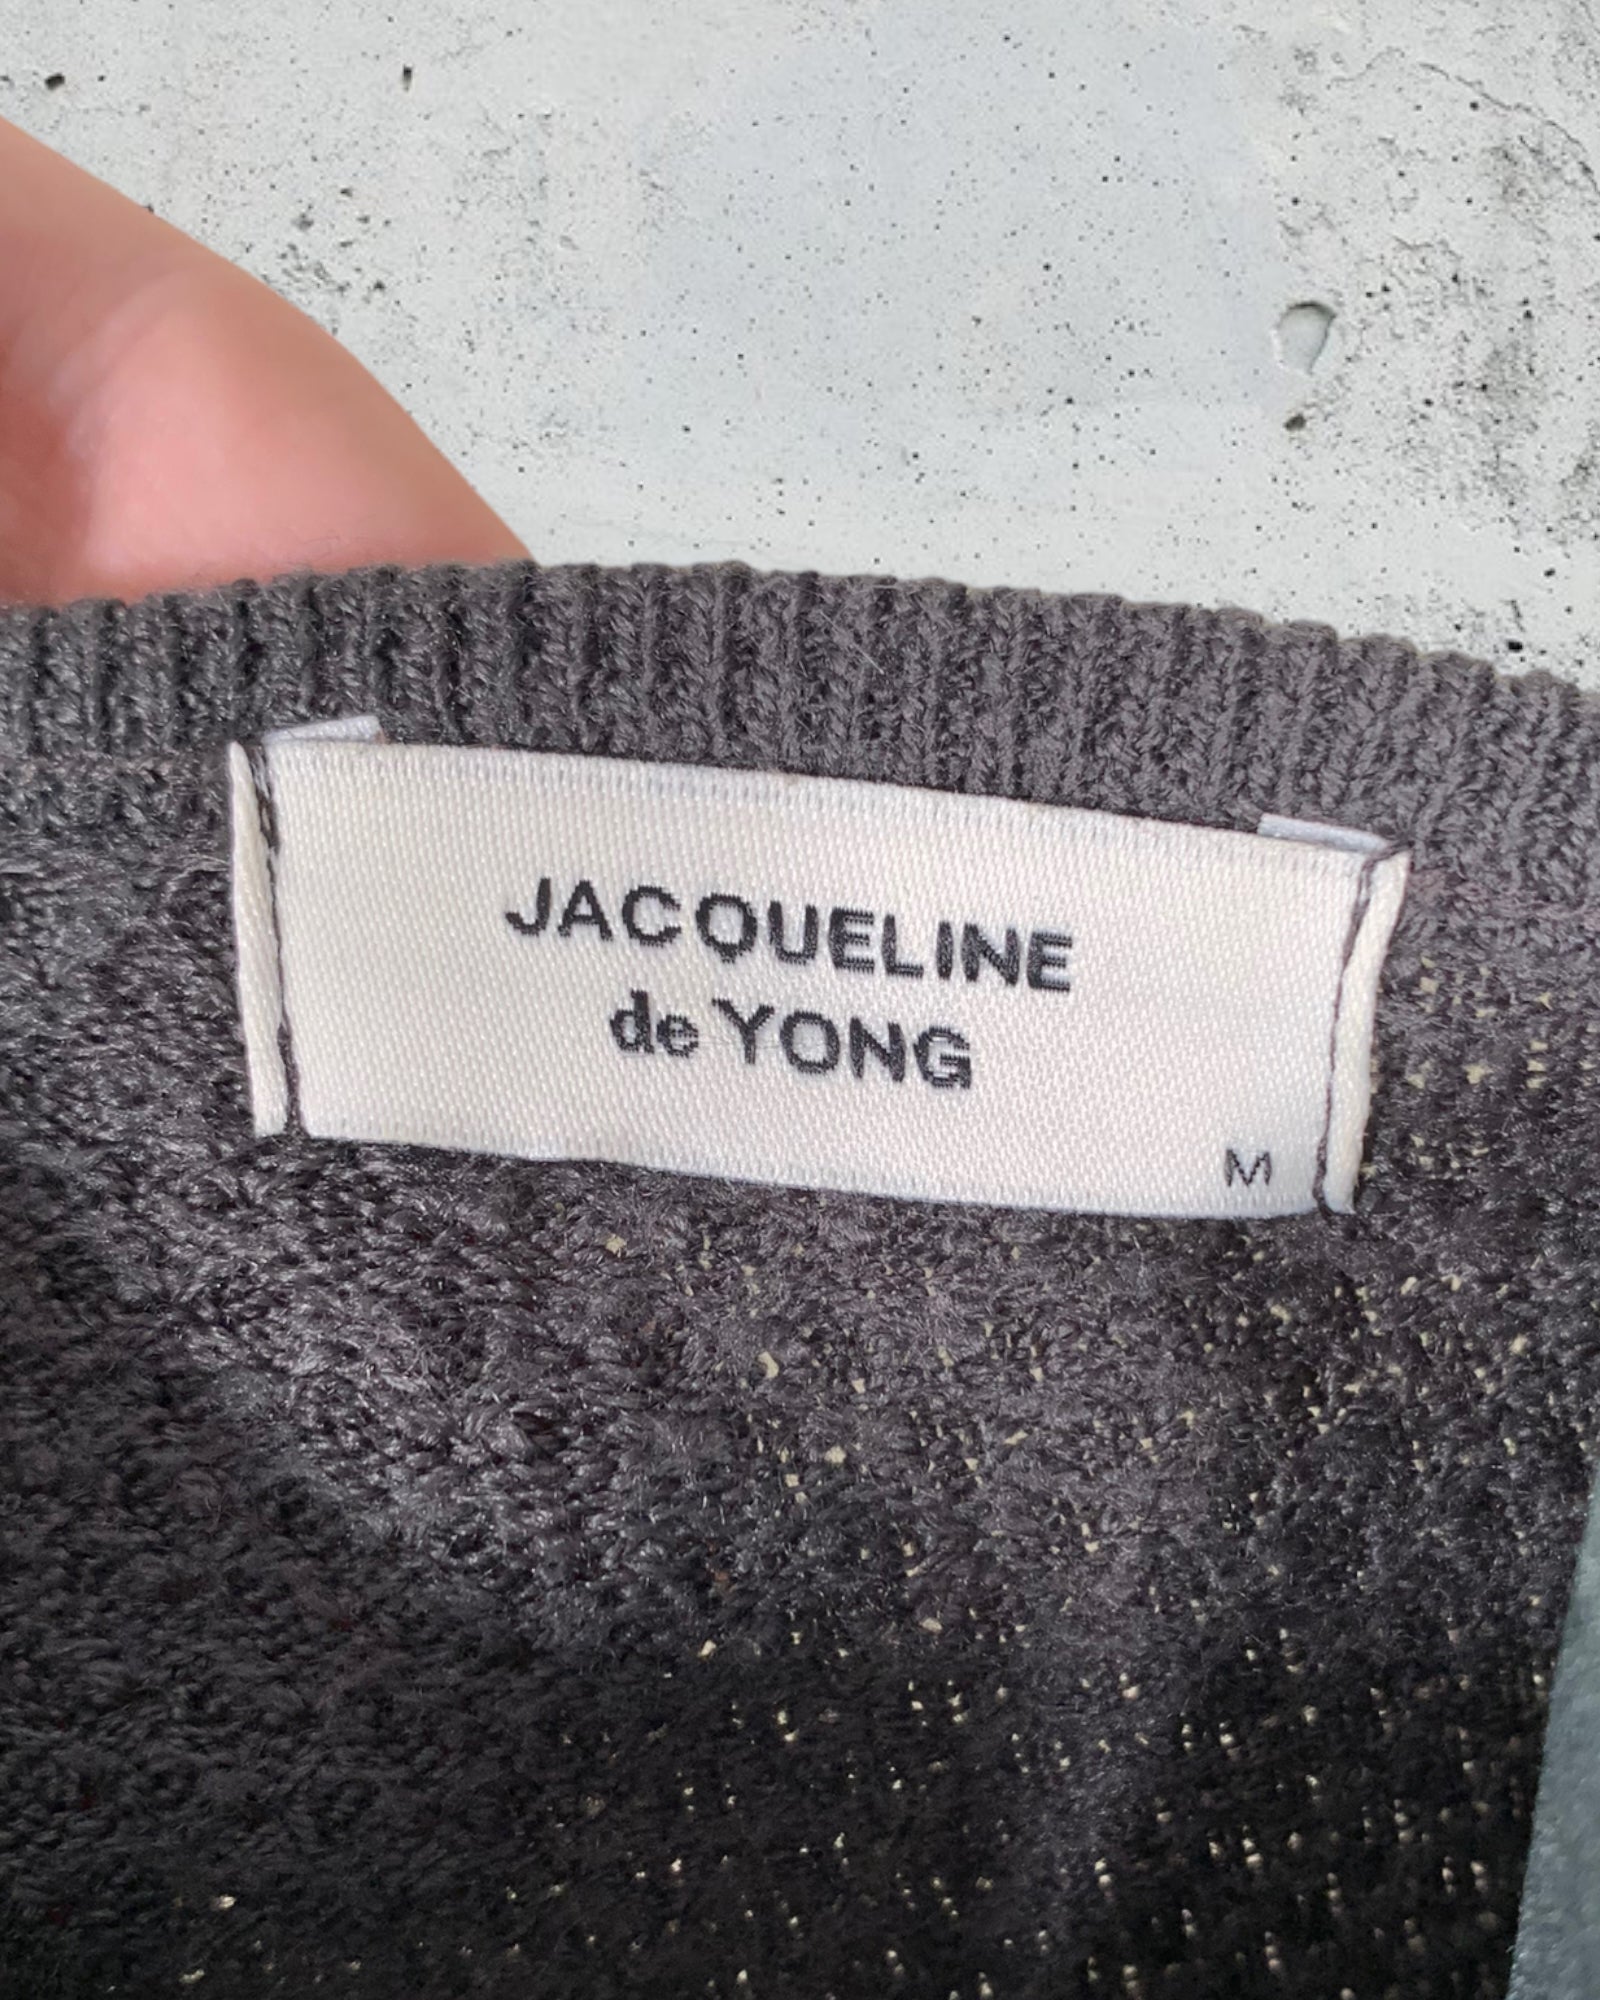 JACQUELINE
de YONG
M